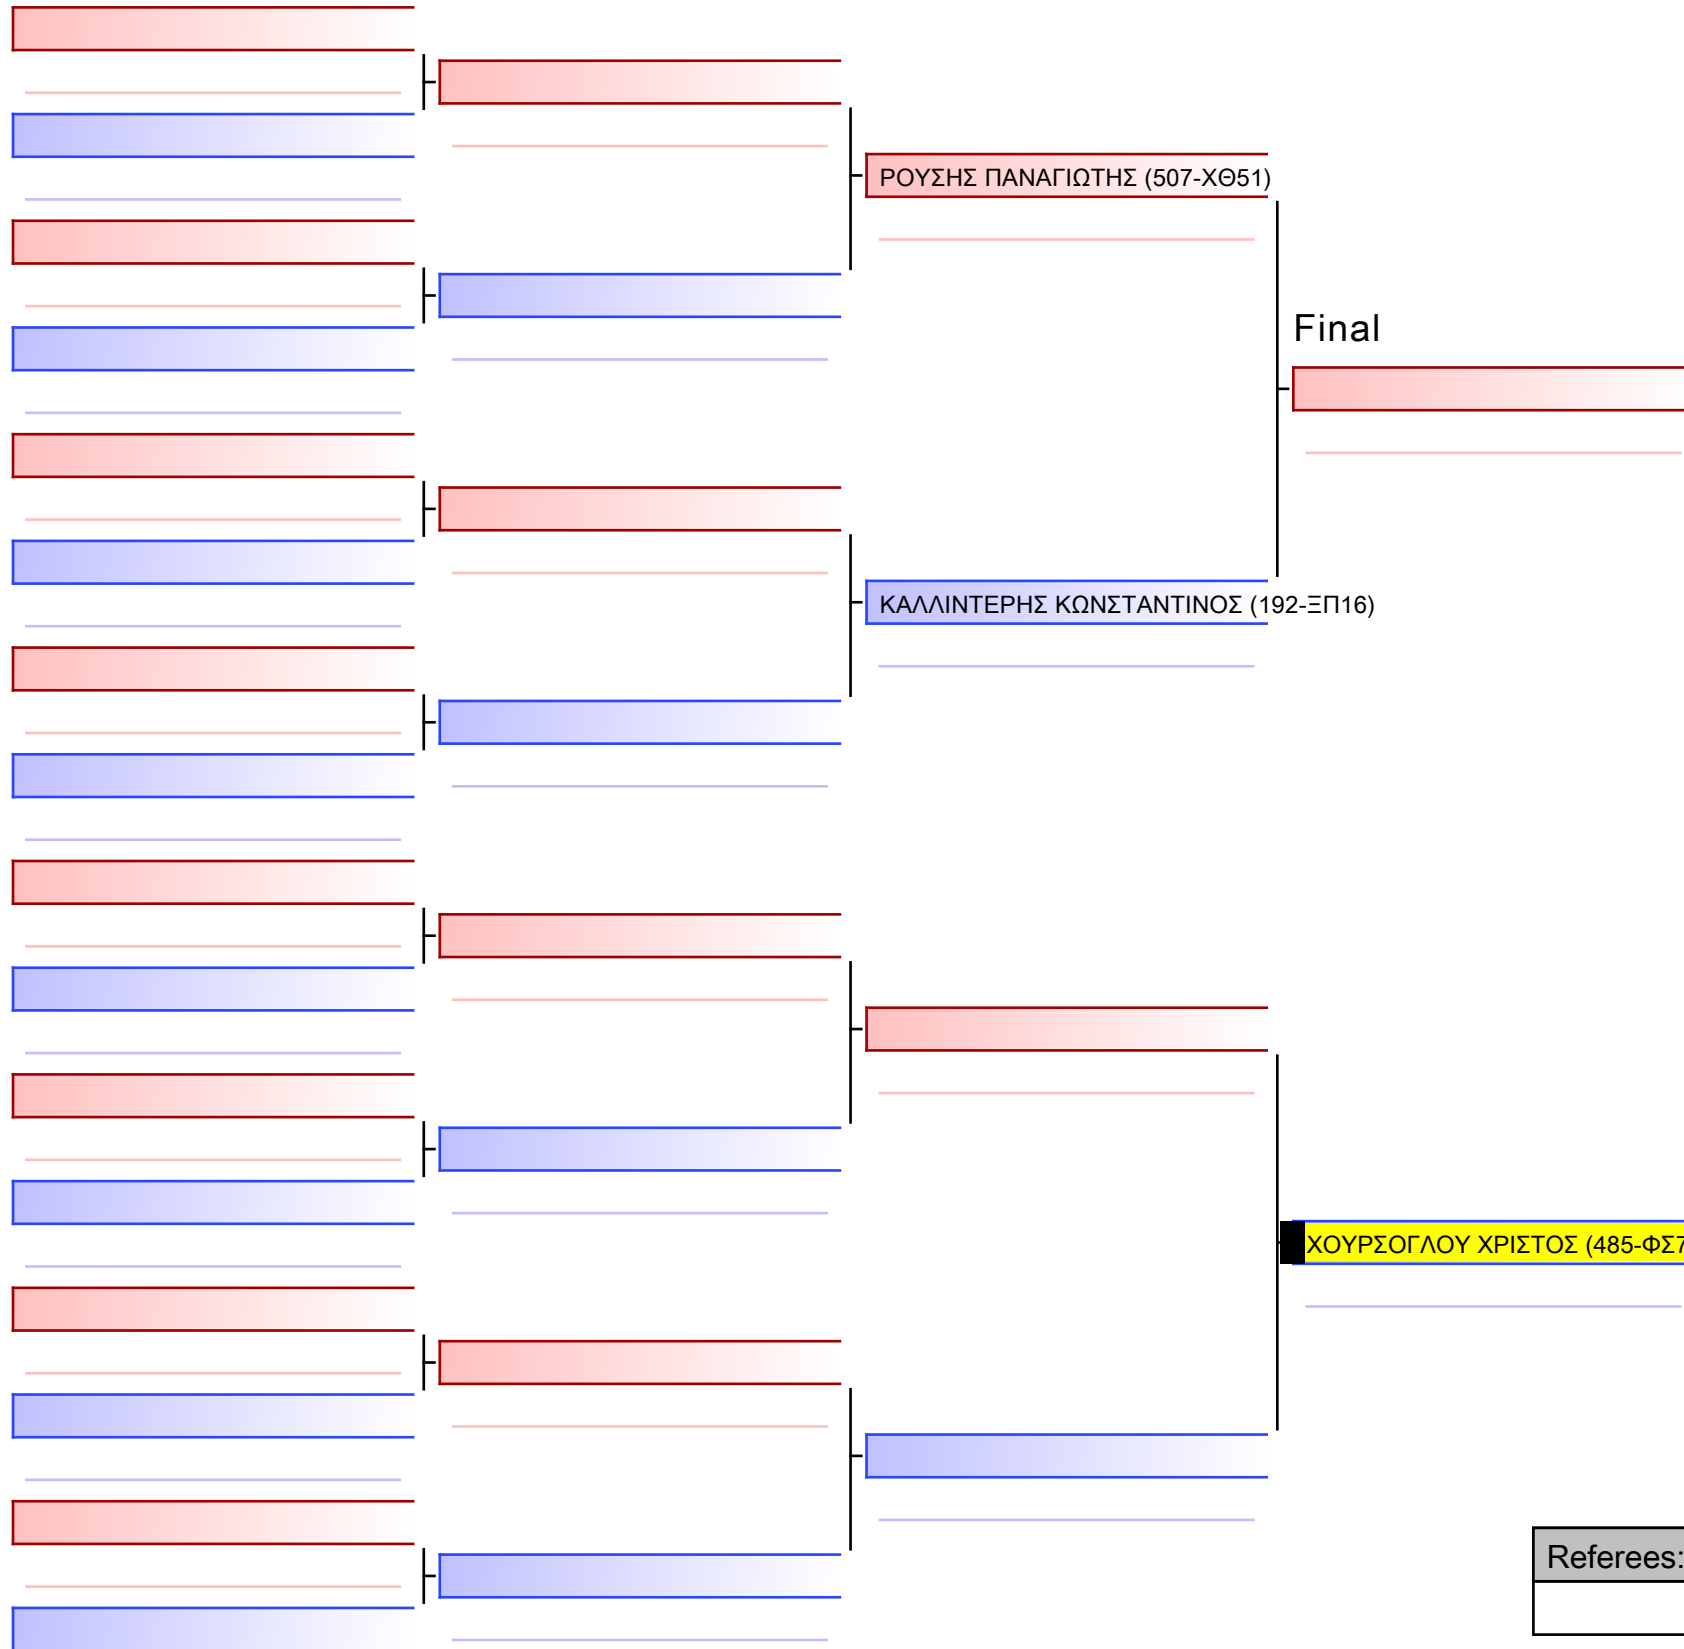 ΡΟΥΣΗΣ ΠΑΝΑΓΙΩΤΗΣ (507-ΧΘ51)
Final
ΚΑΛΛΙΝΤΕΡΗΣ ΚΩΝΣΤΑΝΤΙΝΟΣ (192-ΞΠ16)
ΧΟΥΡΣΟΓΛΟΥ ΧΡΙΣΤΟΣ (485-ΦΣ7
Referees: